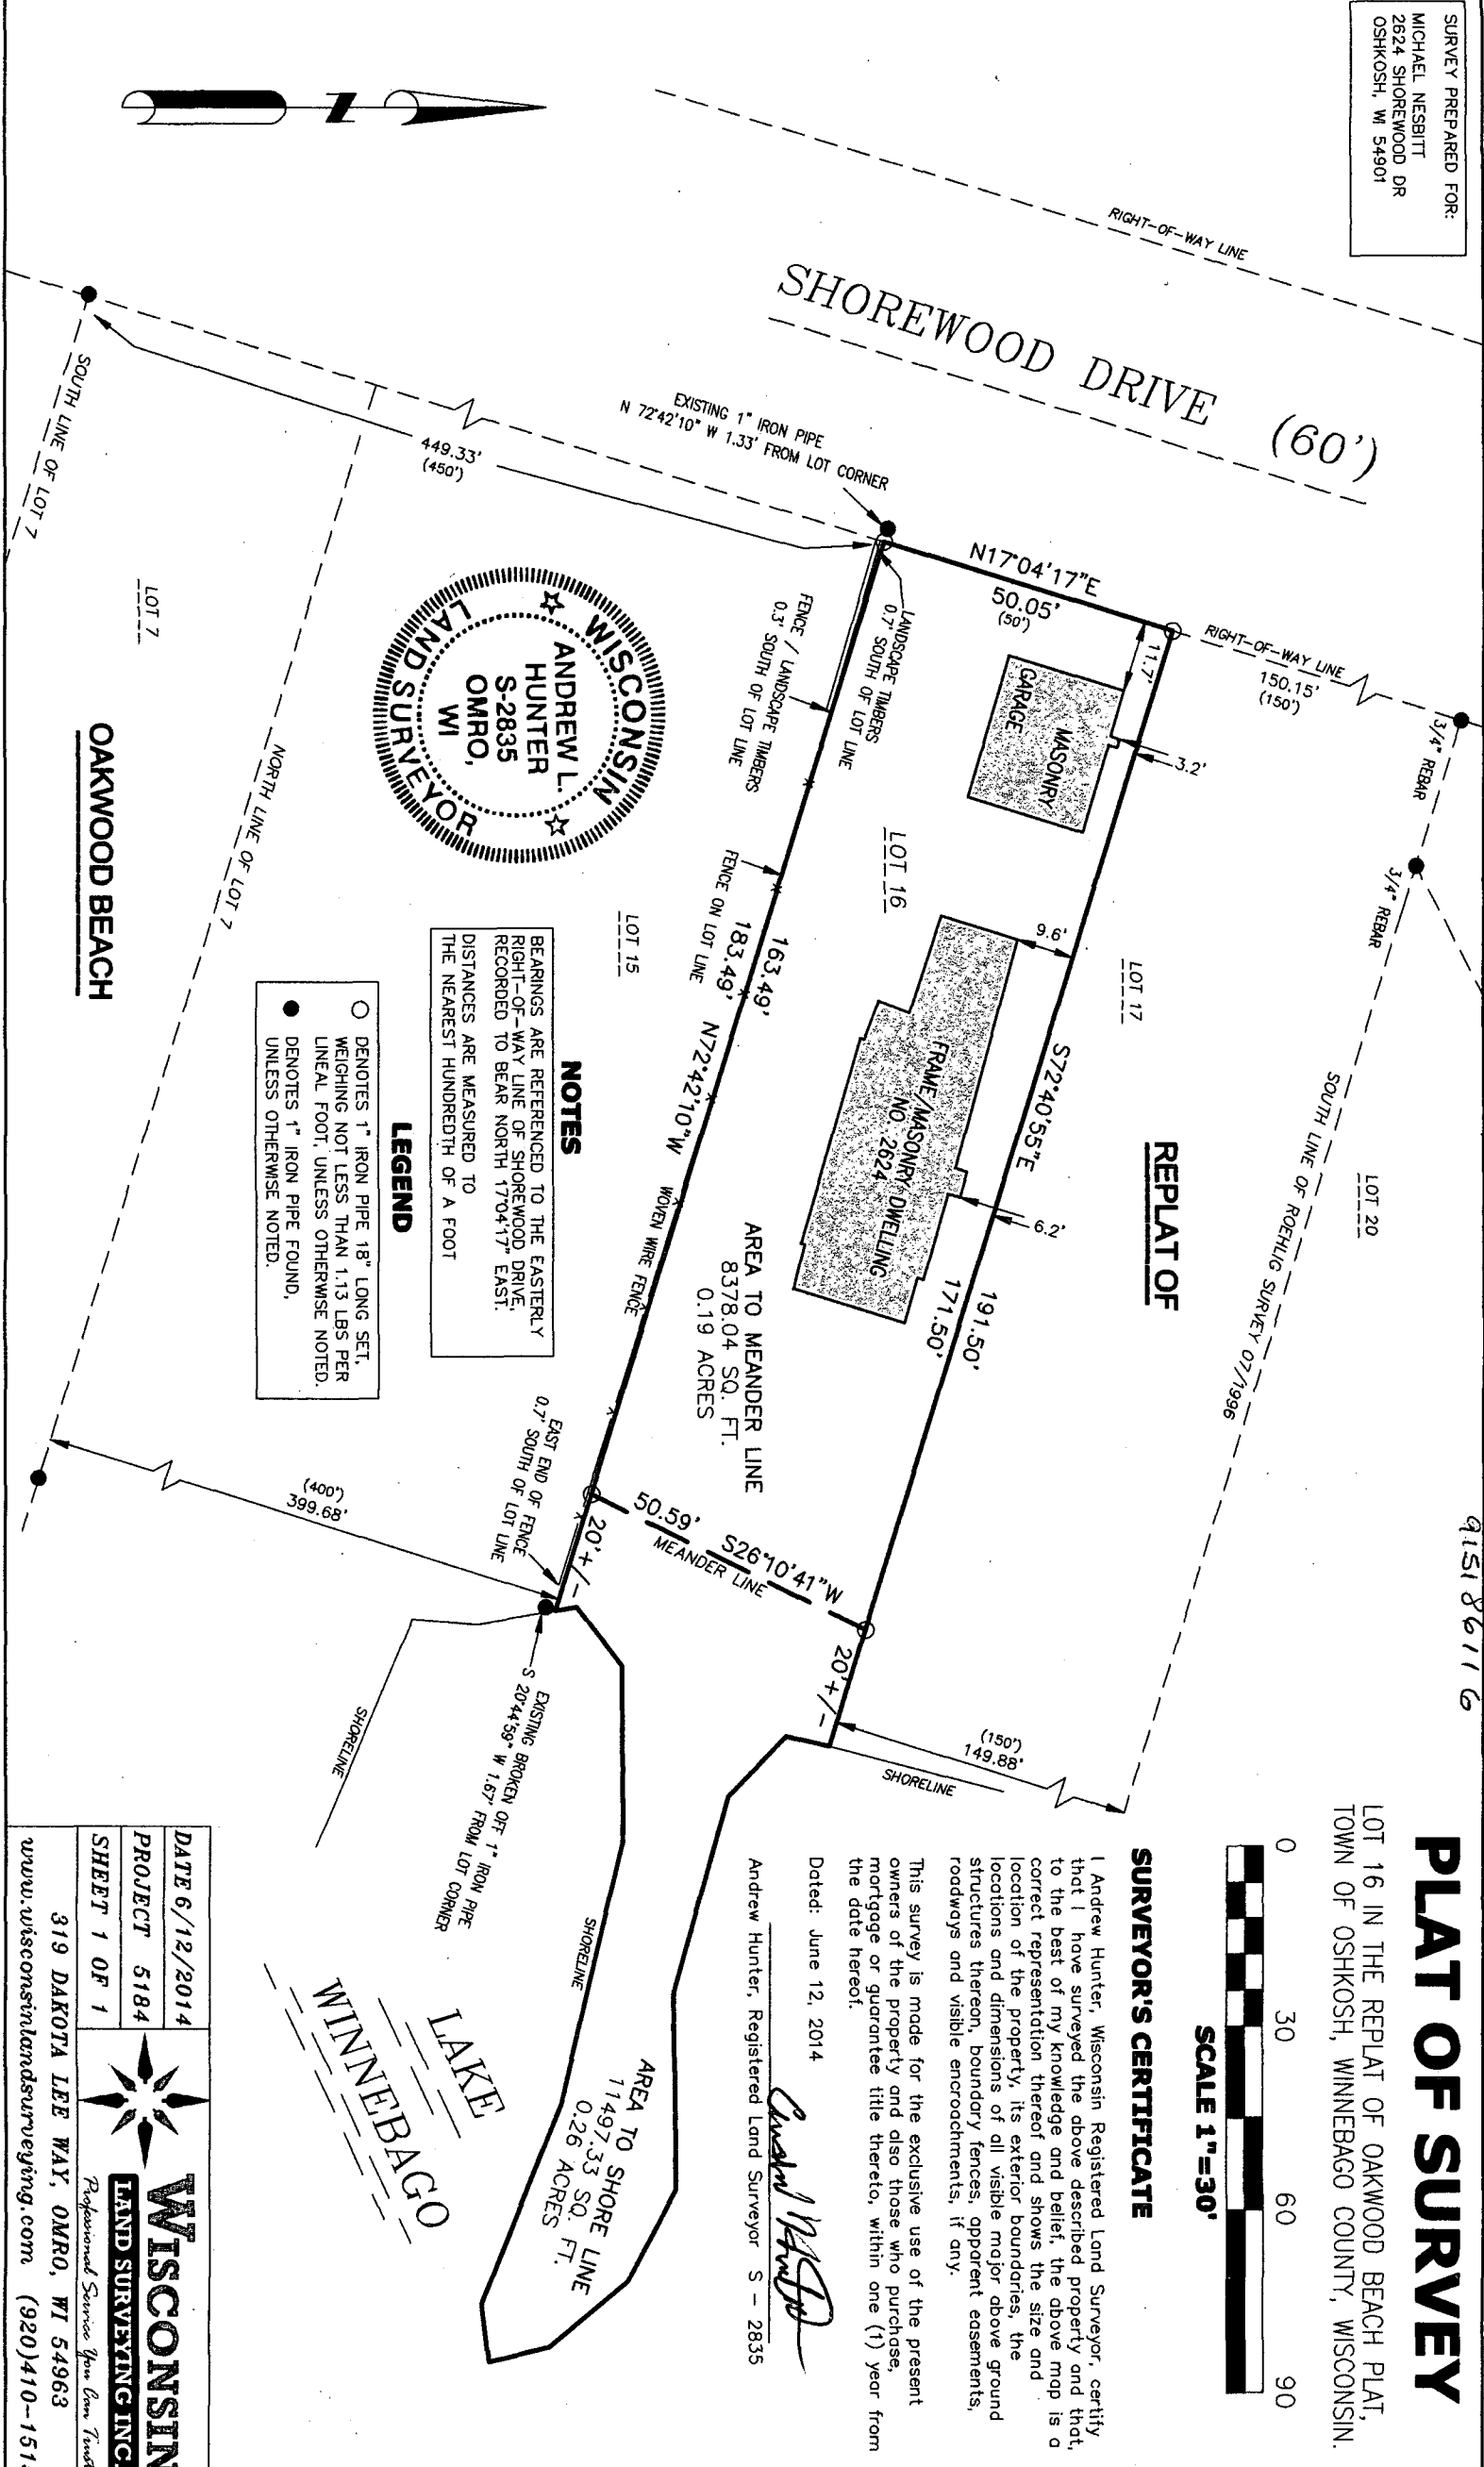 91518611 6
PLAT OF SURVEY
LOT 16 IN THE REPLAT OF OAKWOOD BEACH PLAT,
TOWN OF OSHKOSH, WINNEBAGO COUNTY, WISCONSIN.
0 30 60 90
SCALE 1"=30'
SURVEY PREPARED FOR:
MICHAEL NESBITT
2624 SHOREWOOD DR
OSHKOSH, WI 54901
RIGHT-OF-WAY LINE
SHOREWOOD DRIVE (60')
RIGHT-OF-WAY LINE
150.15'
(150')
3/4" REBAR
3/4" REBAR
SOUTH LINE OF ROEHLIG SURVEY 07/1996
LOT 20
LOT 17
REPLAT OF
N17°04'17"E
50.05'
(50')
11.7'
3.2'
MASONRY
GARAGE
LOT 16
9.6'
FRAME/MASONRY DWELLING
NO. 2624
6.2'
S72°40'55"E
191.50'
171.50'
AREA TO MEANDER LINE
8378.04 SQ. FT.
0.19 ACRES
EXISTING 1" IRON PIPE
N 72°42'10" W 1.33' FROM LOT CORNER
449.33'
(450')
LANDSCAPE TIMBERS
0.7' SOUTH OF LOT LINE
FENCE / LANDSCAPE TIMBERS
0.3' SOUTH OF LOT LINE
FENCE ON LOT LINE
163.49'
183.49'
N72°42'10"W
WOVEN WIRE FENCE
EAST END OF FENCE
0.7' SOUTH OF LOT LINE
50.59' S26°10'41"W
MEANDER LINE
20'+/-
20'+/-
(150')
149.88'
SHORELINE
(400')
399.68'
EXISTING BROKEN OFF 1" IRON PIPE
S 20°44'59" W 1.67' FROM LOT CORNER
SHORELINE
SHORELINE
AREA TO SHORE LINE
11497.33 SQ. FT.
0.26 ACRES
LAKE
WINNEBAGO
LOT 15
SOUTH LINE OF LOT 7
LOT 7
NORTH LINE OF LOT 7
OAKWOOD BEACH
WISCONSIN
ANDREW L.
HUNTER
S-2835
OMRO,
WI
LAND SURVEYOR
NOTES
BEARINGS ARE REFERENCED TO THE EASTERLY
RIGHT-OF-WAY LINE OF SHOREWOOD DRIVE,
RECORDED TO BEAR NORTH 17°04'17" EAST.
DISTANCES ARE MEASURED TO
THE NEAREST HUNDREDTH OF A FOOT
LEGEND
DENOTES 1" IRON PIPE 18" LONG SET,
WEIGHING NOT LESS THAN 1.13 LBS PER
LINEAL FOOT, UNLESS OTHERWISE NOTED.
DENOTES 1" IRON PIPE FOUND,
UNLESS OTHERWISE NOTED.
SURVEYOR'S CERTIFICATE
I Andrew Hunter, Wisconsin Registered Land Surveyor, certify
that I have surveyed the above described property and that,
to the best of my knowledge and belief, the above map is a
correct representation thereof and shows the size and
location of the property, its exterior boundaries, the
locations and dimensions of all visible major above ground
structures thereon, boundary fences, apparent easements,
roadways and visible encroachments, if any.
This survey is made for the exclusive use of the present
owners of the property and also those who purchase,
mortgage or guarantee title thereto, within one (1) year from
the date hereof.
Dated: June 12, 2014
Andrew Hunter, Registered Land Surveyor S - 2835
DATE 6/12/2014
PROJECT 5184
SHEET 1 OF 1
WISCONSIN
LAND SURVEYING INC.
Professional Service You Can Trust
319 DAKOTA LEE WAY, OMRO, WI 54963
www.wisconsinlandsurveying.com (920)410-151